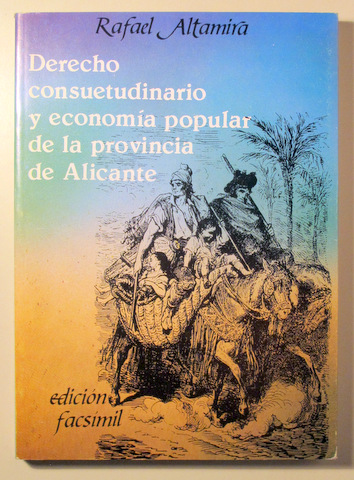 Rafael Altamira
Derecho
consuetudinario
y economía popular
de la provincia
de Alicante
edición
facsímil